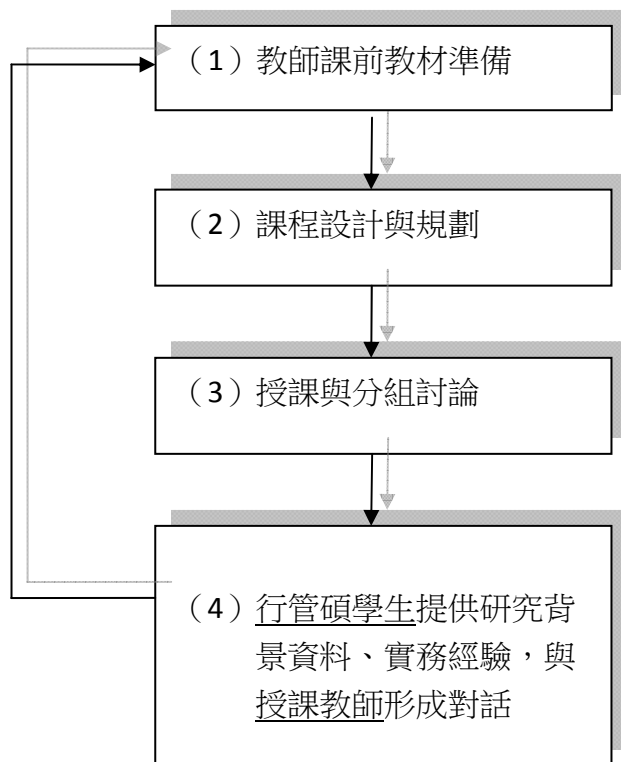 （1）教師課前教材準備
（2）課程設計與規劃
（3）授課與分組討論
（4）行管碩學生提供研究背
景資料、實務經驗，與
授課教師形成對話